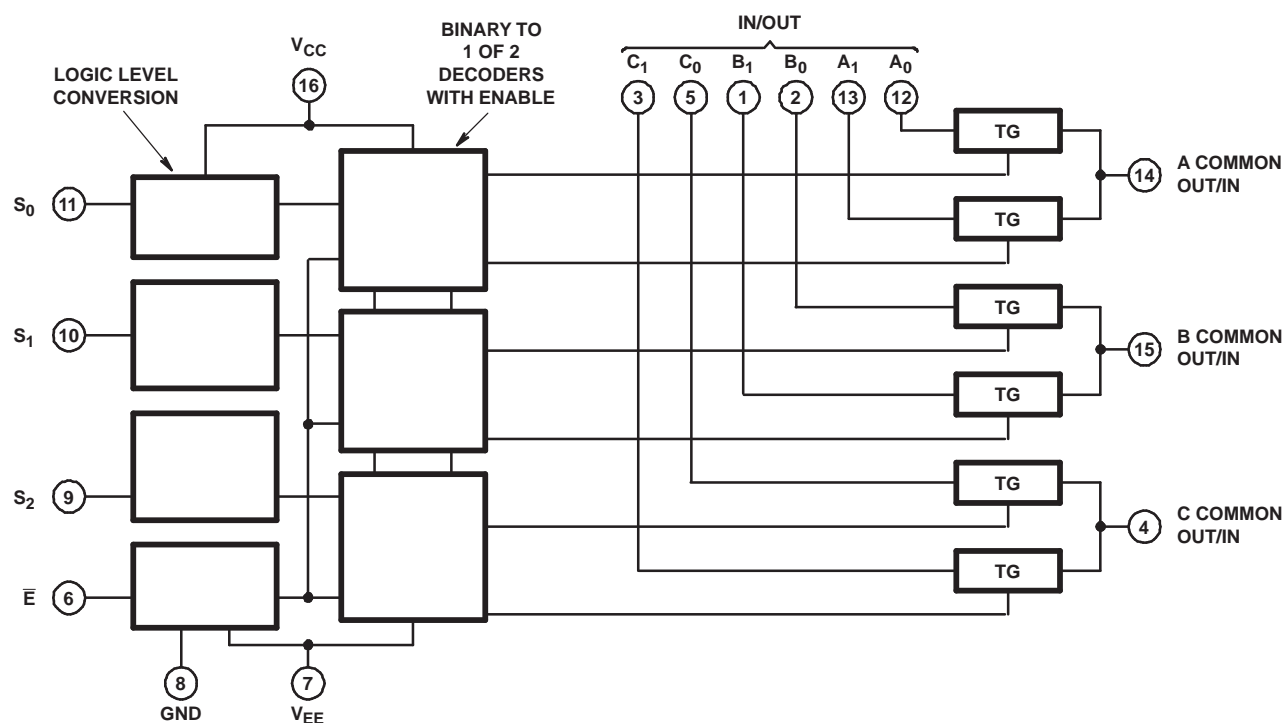 IN/OUT
BINARY TO
1 OF 2
DECODERS
WITH ENABLE
VCC
LOGIC LEVEL
CONVERSION
16
C1 C0 B1 B0 A1 A0
3 5 1 2 13 12
TG
A COMMON
OUT/IN
14
S0 11
TG
TG
S1 10
B COMMON
OUT/IN
15
TG
TG
S2 9
C COMMON
OUT/IN
4
TG
E̅ 6
8
GND
7
VEE